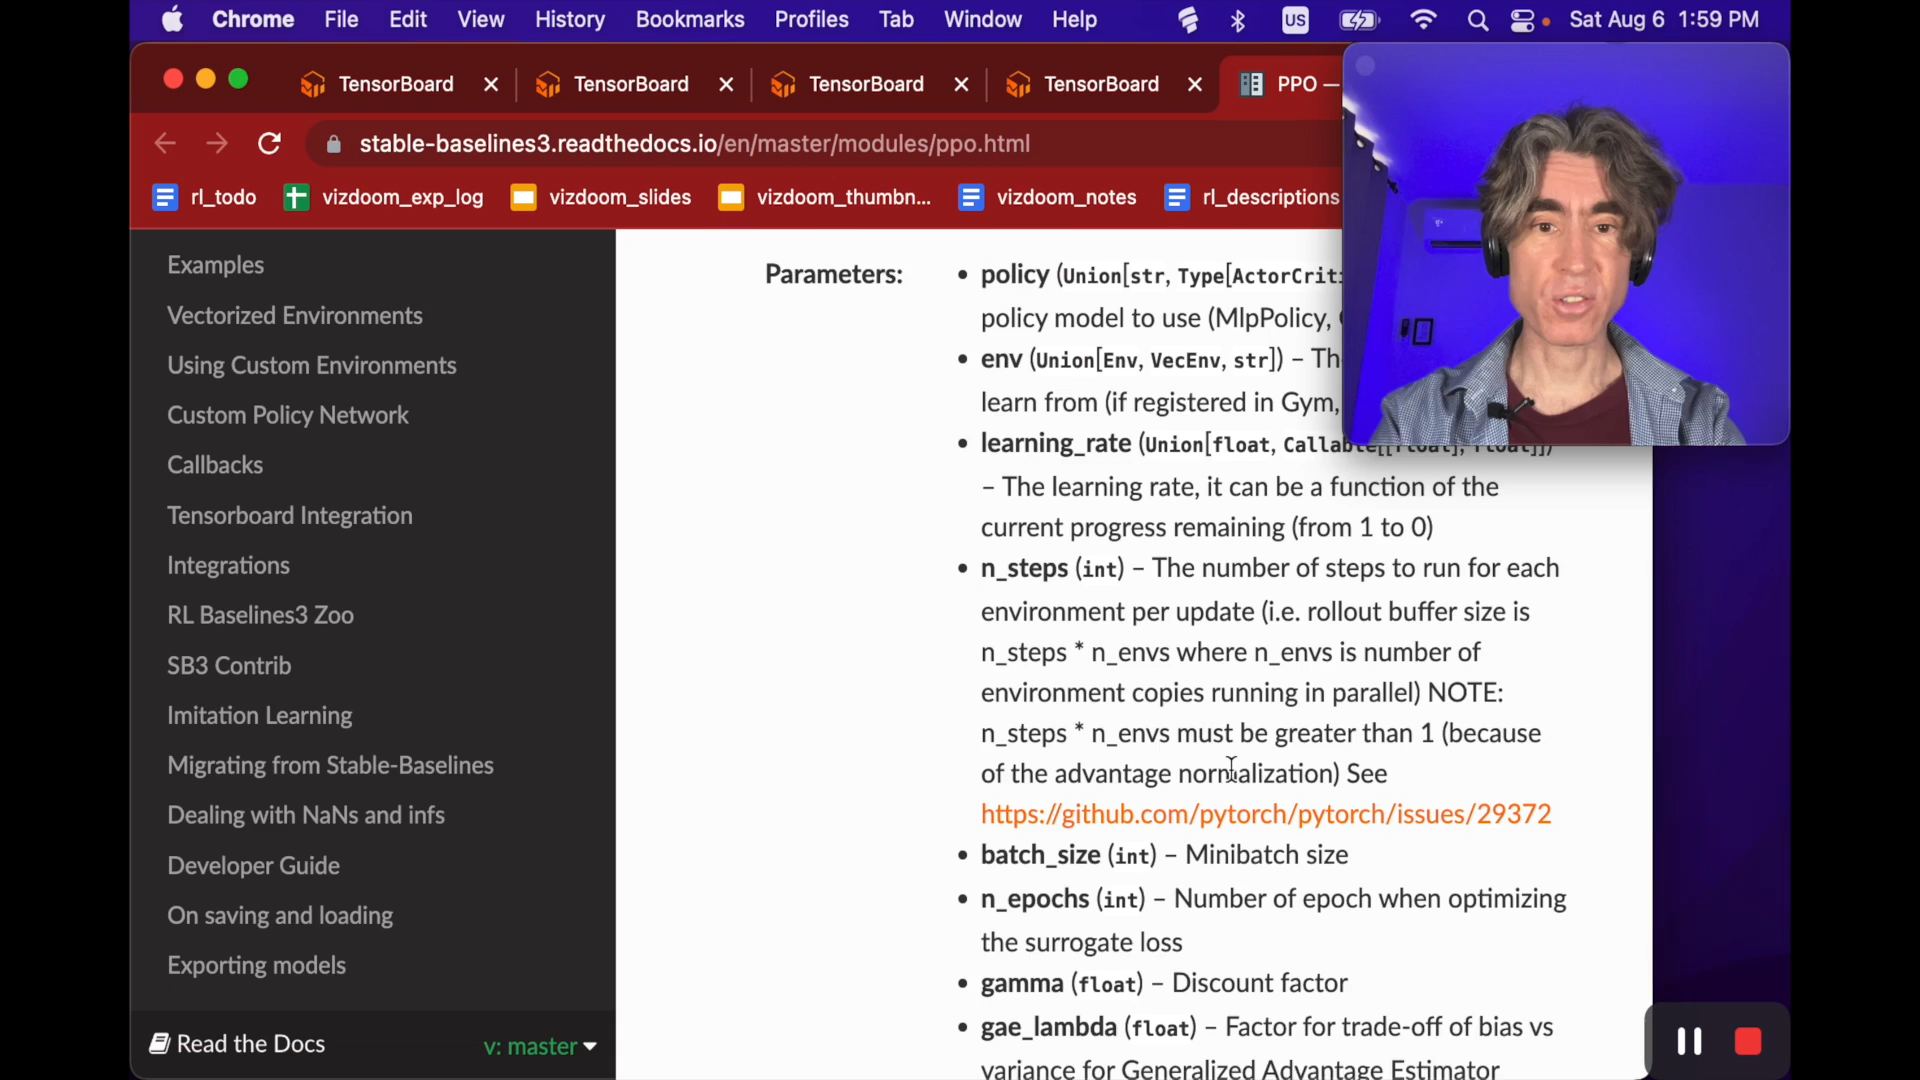 Chrome File Edit View History Bookmarks Profiles Tab Window Help US Sat Aug 6 1:59 PM
TensorBoard TensorBoard TensorBoard TensorBoard PPO —
stable-baselines3.readthedocs.io/en/master/modules/ppo.html
rl_todo vizdoom_exp_log vizdoom_slides vizdoom_thumbn... vizdoom_notes rl_descriptions
Examples
Vectorized Environments
Using Custom Environments
Custom Policy Network
Callbacks
Tensorboard Integration
Integrations
RL Baselines3 Zoo
SB3 Contrib
Imitation Learning
Migrating from Stable-Baselines
Dealing with NaNs and infs
Developer Guide
On saving and loading
Exporting models
Read the Docs v: master
Parameters:
• policy (Union[str, Type[ActorCriti
policy model to use (MlpPolicy,
• env (Union[Env, VecEnv, str]) – Th
learn from (if registered in Gym,
• learning_rate (Union[float, Callable[[float], float]])
– The learning rate, it can be a function of the
current progress remaining (from 1 to 0)
• n_steps (int) – The number of steps to run for each
environment per update (i.e. rollout buffer size is
n_steps * n_envs where n_envs is number of
environment copies running in parallel) NOTE:
n_steps * n_envs must be greater than 1 (because
of the advantage normalization) See
https://github.com/pytorch/pytorch/issues/29372
• batch_size (int) – Minibatch size
• n_epochs (int) – Number of epoch when optimizing
the surrogate loss
• gamma (float) – Discount factor
• gae_lambda (float) – Factor for trade-off of bias vs
variance for Generalized Advantage Estimator